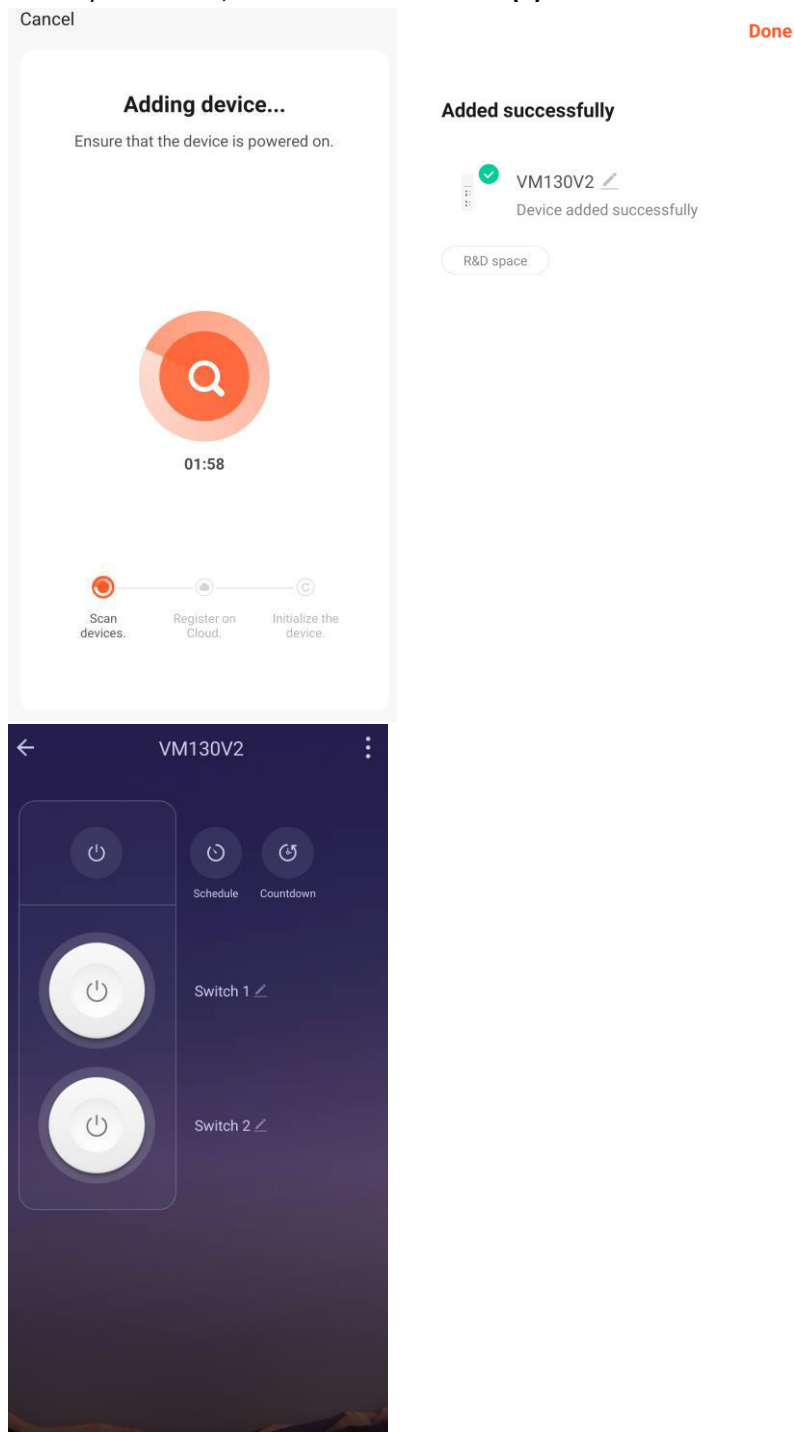 Cancel
Adding device...
Ensure that the device is powered on.
01:58
Scan
devices.
Register on
Cloud.
Initialize the
device.
Done
Added successfully
VM130V2
Device added successfully
R&D space
VM130V2
Schedule
Countdown
Switch 1
Switch 2